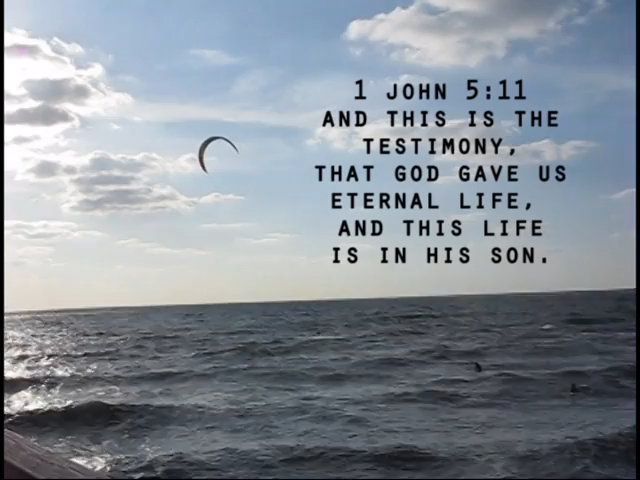 1 JOHN 5:11
AND THIS IS THE
TESTIMONY,
THAT GOD GAVE US
ETERNAL LIFE,
AND THIS LIFE
IS IN HIS SON.